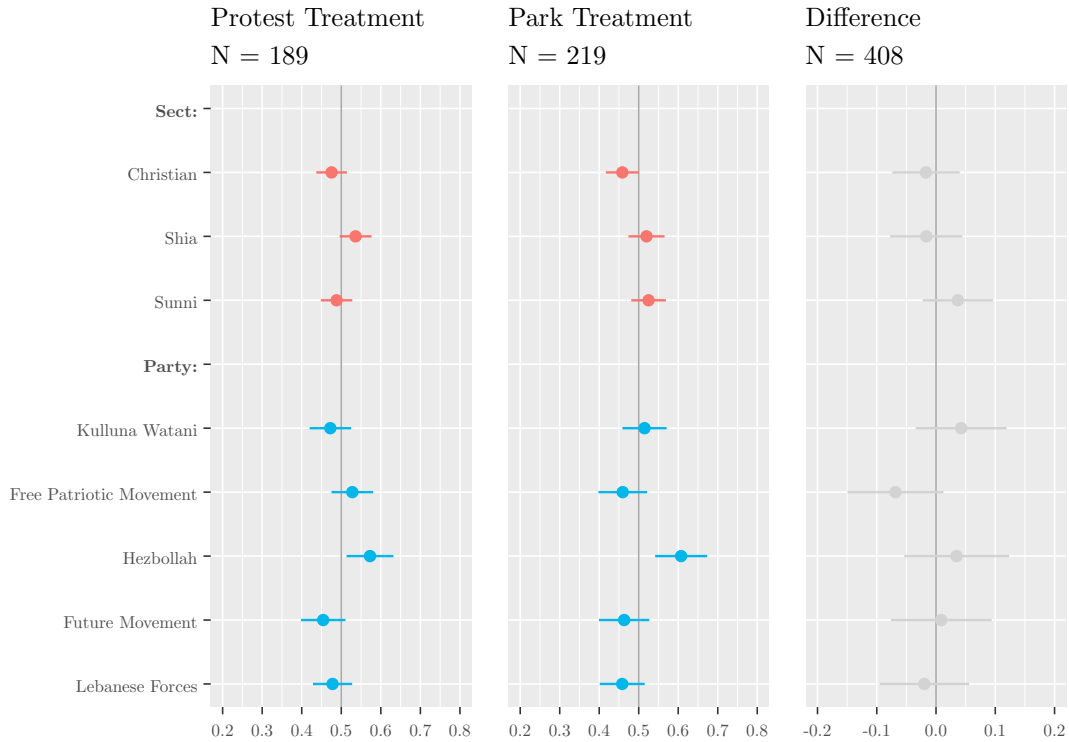 Protest Treatment
N = 189
Park Treatment
N = 219
Difference
N = 408
Sect:
Christian
Shia
Sunni
Party:
Kulluna Watani
Free Patriotic Movement
Hezbollah
Future Movement
Lebanese Forces
0.2 0.3 0.4 0.5 0.6 0.7 0.8
0.2 0.3 0.4 0.5 0.6 0.7 0.8
-0.2 -0.1 0.0 0.1 0.2